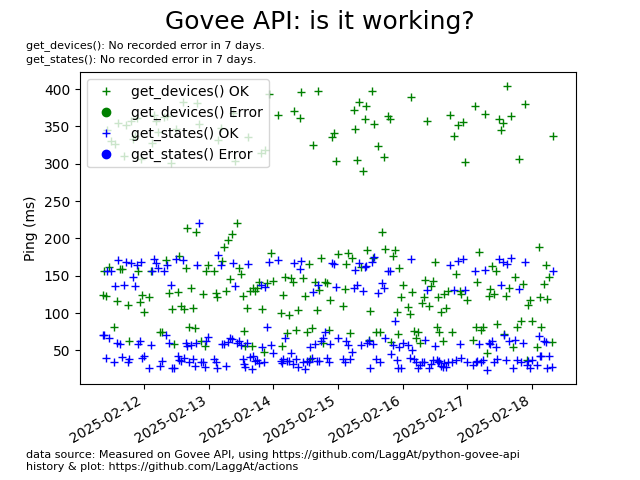 Govee API: is it working?
get_devices(): No recorded error in 7 days.
get_states(): No recorded error in 7 days.
get_devices() OK
get_devices() Error
get_states() OK
get_states() Error
Ping (ms)
400
350
300
250
200
150
100
50
2025-02-12
2025-02-13
2025-02-14
2025-02-15
2025-02-16
2025-02-17
2025-02-18
data source: Measured on Govee API, using https://github.com/LaggAt/python-govee-api
history & plot: https://github.com/LaggAt/actions